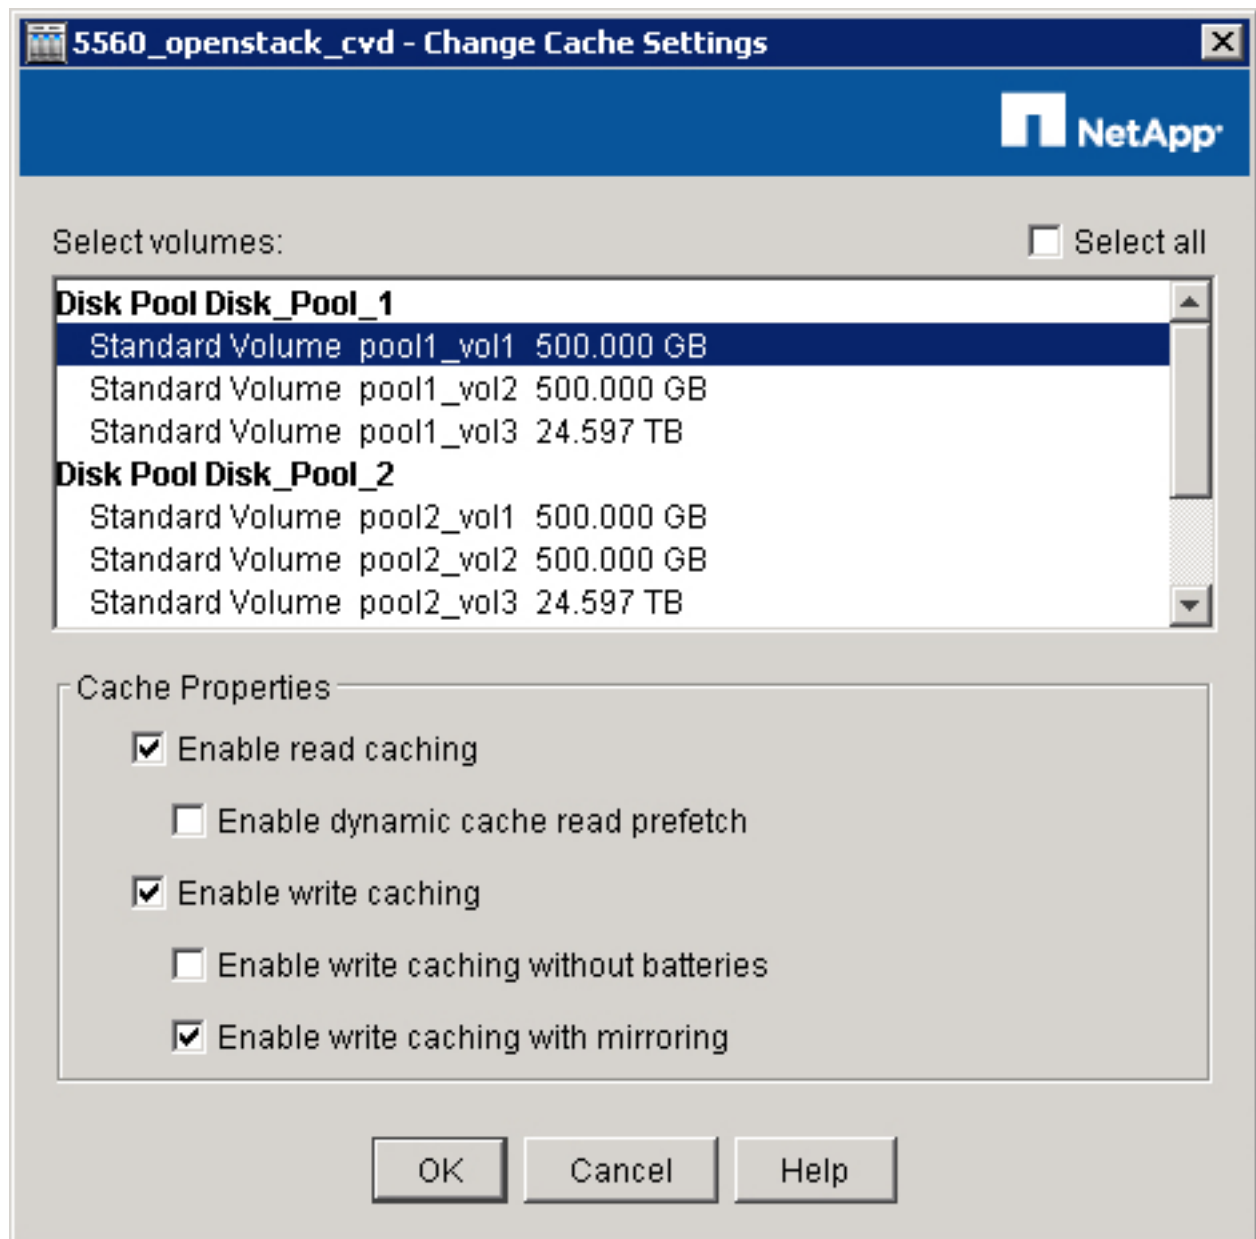 5560_openstack_cvd - Change Cache Settings
NetApp
Select volumes:
Select all
Disk Pool Disk_Pool_1
Standard Volume pool1_vol1 500.000 GB
Standard Volume pool1_vol2 500.000 GB
Standard Volume pool1_vol3 24.597 TB
Disk Pool Disk_Pool_2
Standard Volume pool2_vol1 500.000 GB
Standard Volume pool2_vol2 500.000 GB
Standard Volume pool2_vol3 24.597 TB
Cache Properties
Enable read caching
Enable dynamic cache read prefetch
Enable write caching
Enable write caching without batteries
Enable write caching with mirroring
OK Cancel Help